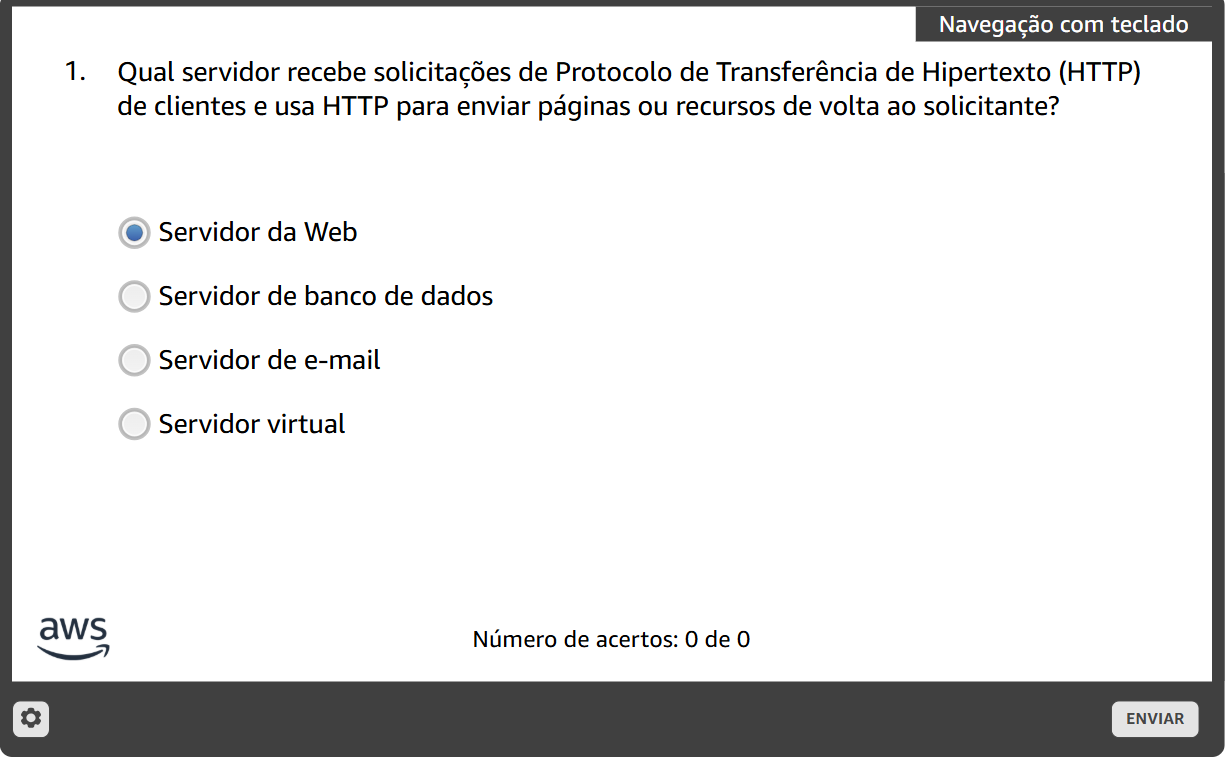 Navegação com teclado
1. Qual servidor recebe solicitações de Protocolo de Transferência de Hipertexto (HTTP)
de clientes e usa HTTP para enviar páginas ou recursos de volta ao solicitante?
Servidor da Web
Servidor de banco de dados
Servidor de e-mail
Servidor virtual
aws
Número de acertos: 0 de 0
ENVIAR